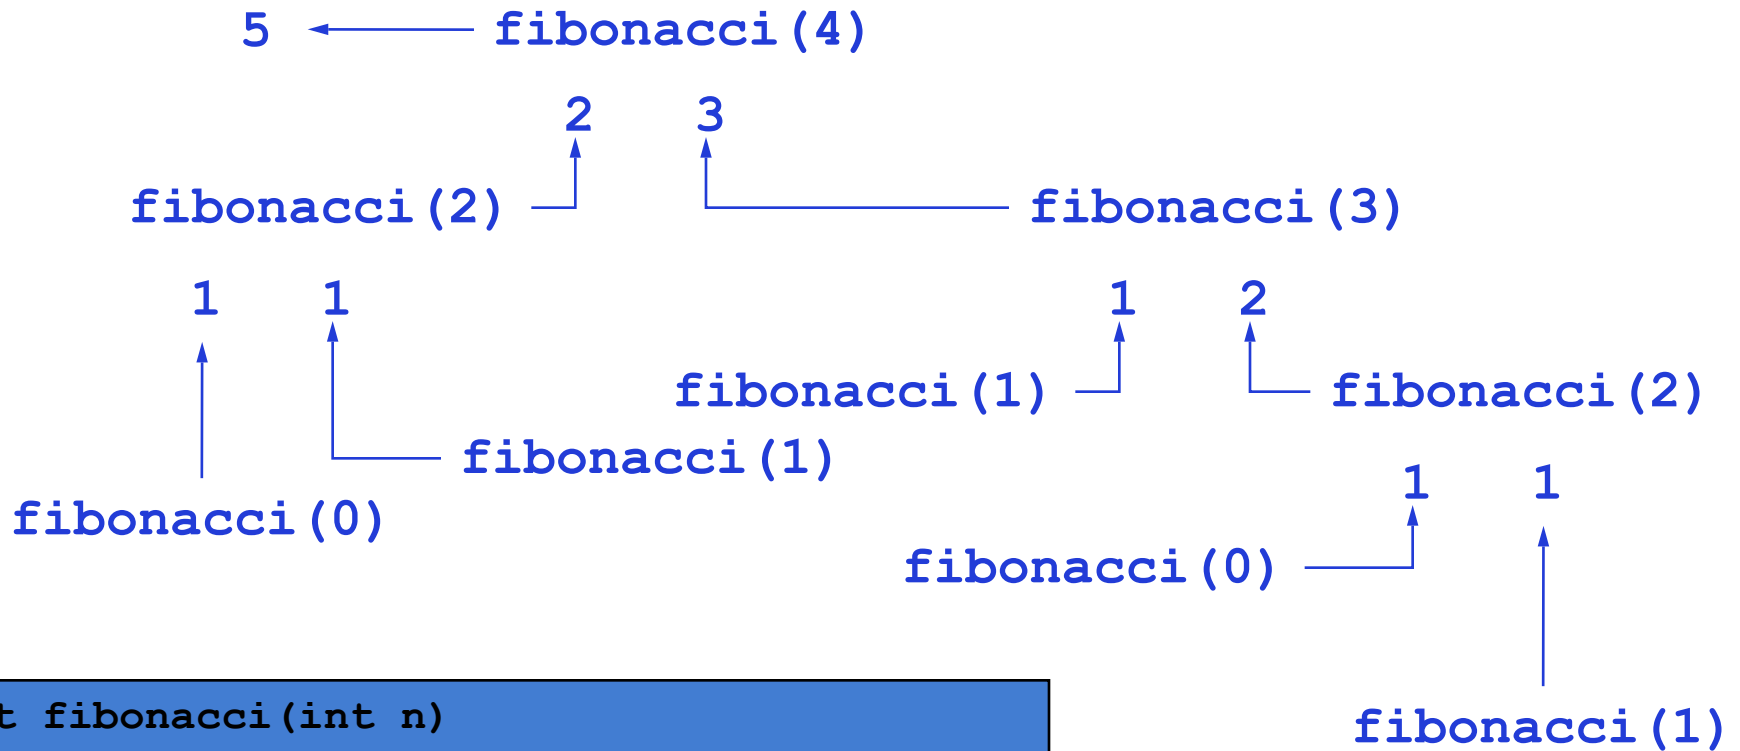 5 fibonacci(4)
2 3
fibonacci(2) fibonacci(3)
1 1 1 2
fibonacci(1) fibonacci(2)
fibonacci(1)
1 1
fibonacci(0)
fibonacci(0)
t fibonacci(int n)
fibonacci(1)